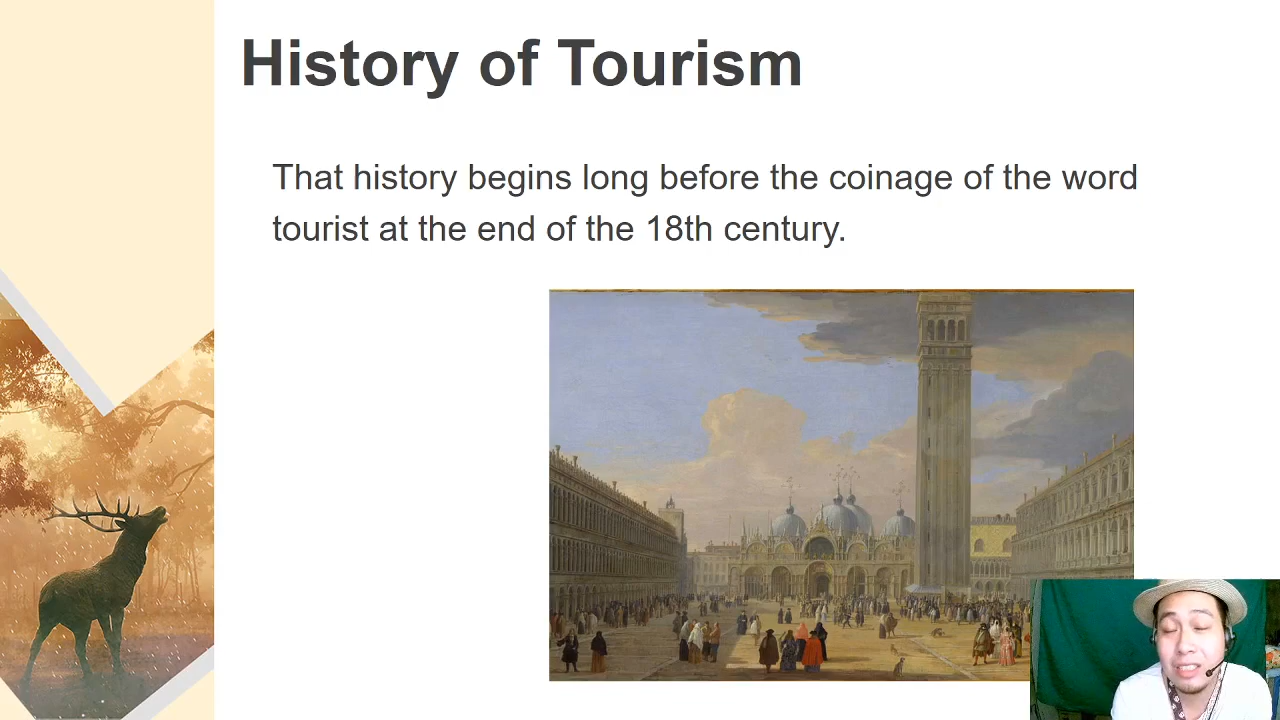 History of Tourism
That history begins long before the coinage of the word
tourist at the end of the 18th century.